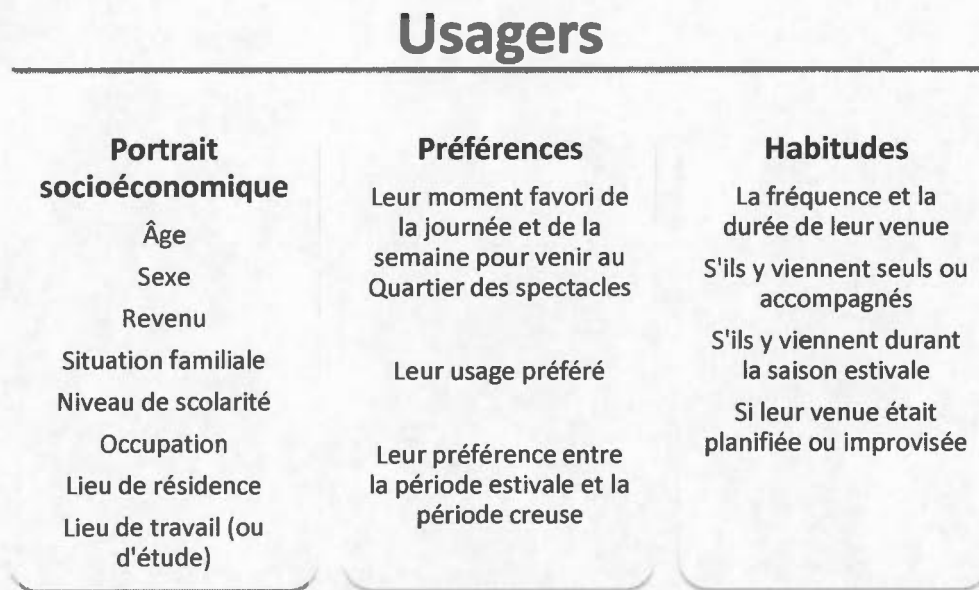 Usagers
Portrait
socioéconomique
Âge
Sexe
Revenu
Situation familiale
Niveau de scolarité
Occupation
Lieu de résidence
Lieu de travail (ou
d'étude)
Préférences
Leur moment favori de
la journée et de la
semaine pour venir au
Quartier des spectacles
Leur usage préféré
Leur préférence entre
la période estivale et la
période creuse
Habitudes
La fréquence et la
durée de leur venue
S'ils y viennent seuls ou
accompagnés
S'ils y viennent durant
la saison estivale
Si leur venue était
planifiée ou improvisée